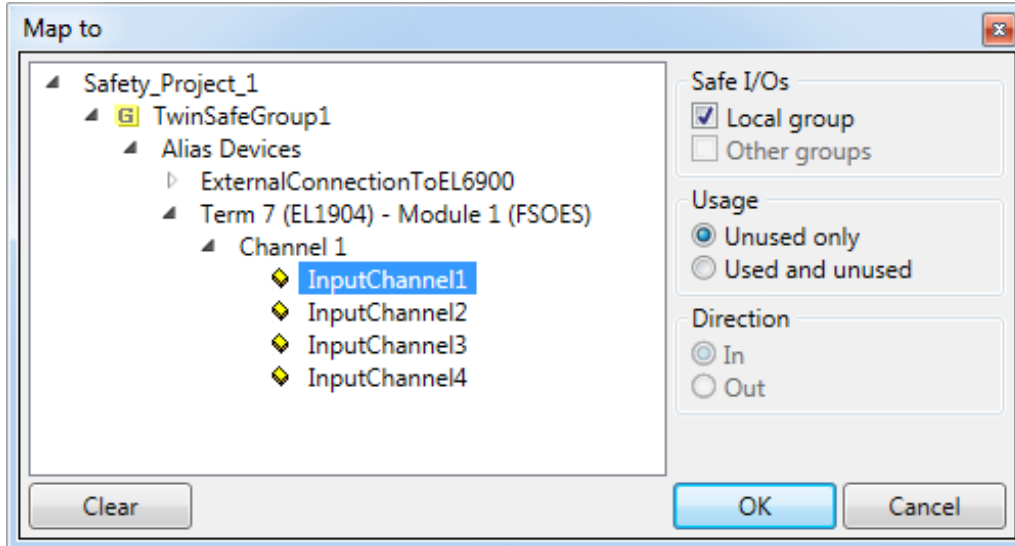 Map to
Safety_Project_1
G TwinSafeGroup1
Alias Devices
ExternalConnectionToEL6900
Term 7 (EL1904) - Module 1 (FSOES)
Channel 1
InputChannel1
InputChannel2
InputChannel3
InputChannel4
Safe I/Os
Local group
Other groups
Usage
Unused only
Used and unused
Direction
In
Out
Clear
OK
Cancel